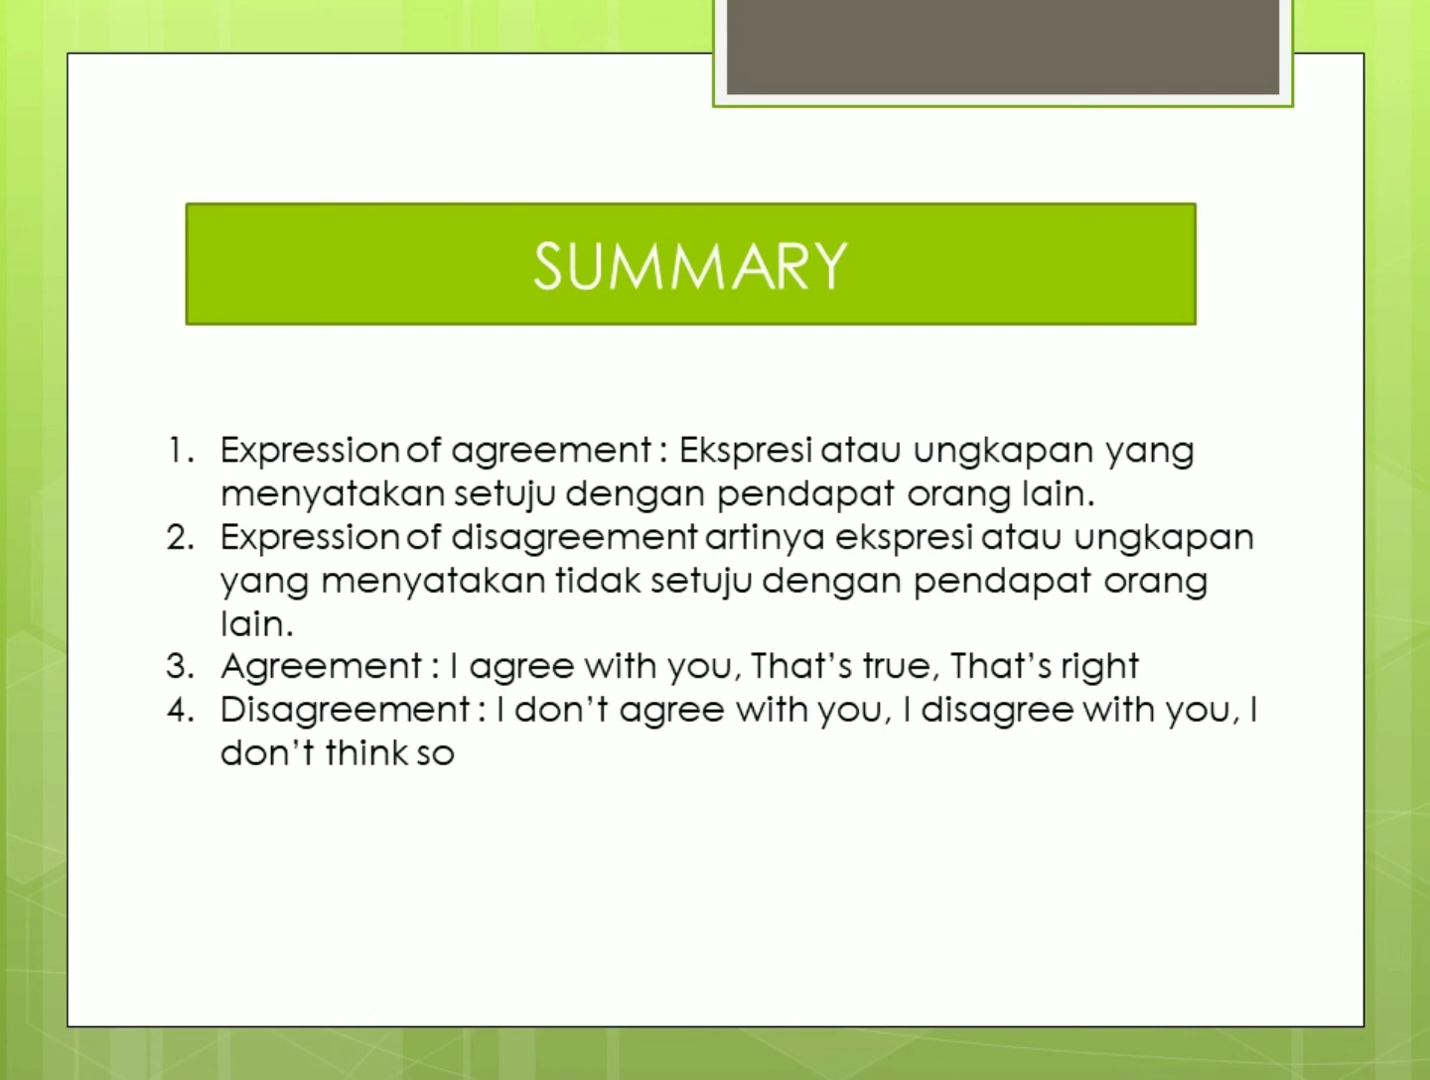 SUMMARY
1. Expression of agreement : Ekspresi atau ungkapan yang
menyatakan setuju dengan pendapat orang lain.
2. Expression of disagreement artinya ekspresi atau ungkapan
yang menyatakan tidak setuju dengan pendapat orang
lain.
3. Agreement : I agree with you, That’s true, That’s right
4. Disagreement : I don’t agree with you, I disagree with you, I
don’t think so